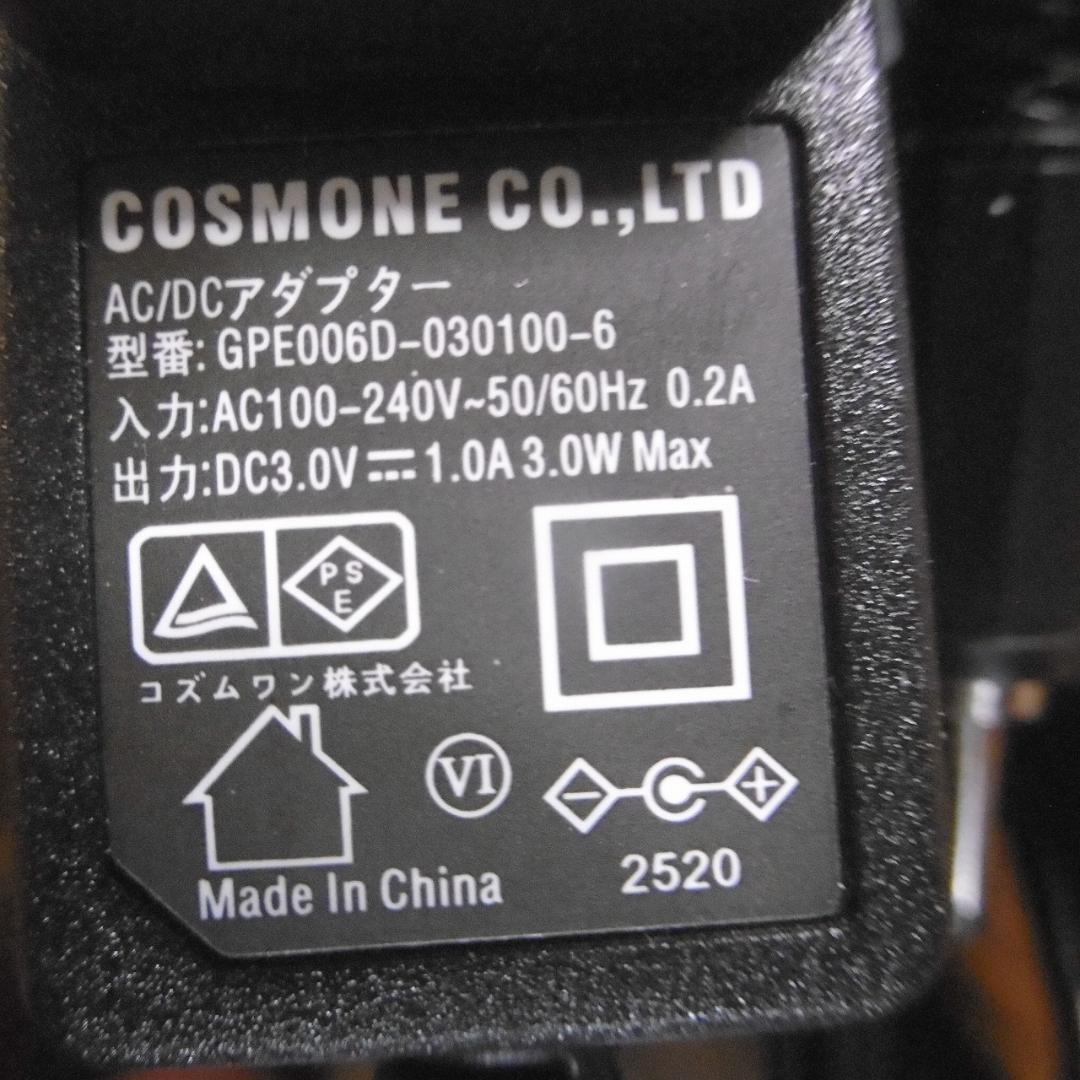 COSMONE CO.,LTD
AC/DCアダプター
型番: GPE006D-030100-6
入力:AC100-240V~50/60Hz 0.2A
出力:DC3.0V⎓1.0A 3.0W Max
PS
E
コズムワン株式会社
VI
− +
Made In China
2520